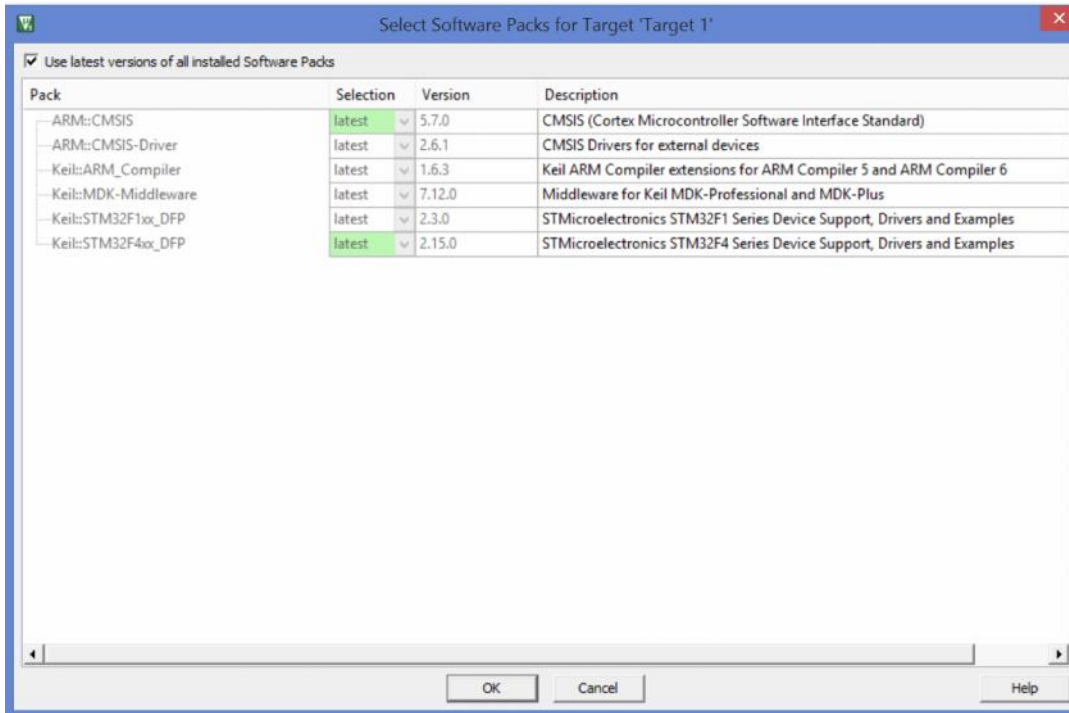 Select Software Packs for Target 'Target 1'
Use latest versions of all installed Software Packs
Pack Selection Version Description
ARM::CMSIS latest 5.7.0 CMSIS (Cortex Microcontroller Software Interface Standard)
ARM::CMSIS-Driver latest 2.6.1 CMSIS Drivers for external devices
Keil::ARM_Compiler latest 1.6.3 Keil ARM Compiler extensions for ARM Compiler 5 and ARM Compiler 6
Keil::MDK-Middleware latest 7.12.0 Middleware for Keil MDK-Professional and MDK-Plus
Keil::STM32F1xx_DFP latest 2.3.0 STMicroelectronics STM32F1 Series Device Support, Drivers and Examples
Keil::STM32F4xx_DFP latest 2.15.0 STMicroelectronics STM32F4 Series Device Support, Drivers and Examples
OK Cancel Help